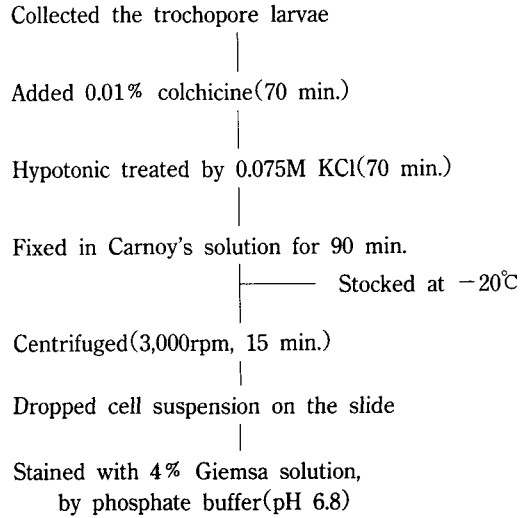 Collected the trochopore larvae
Added 0.01% colchicine(70 min.)
Hypotonic treated by 0.075M KCl(70 min.)
Fixed in Carnoy's solution for 90 min.
Stocked at −20℃
Centrifuged(3,000rpm, 15 min.)
Dropped cell suspension on the slide
Stained with 4% Giemsa solution,
by phosphate buffer(pH 6.8)